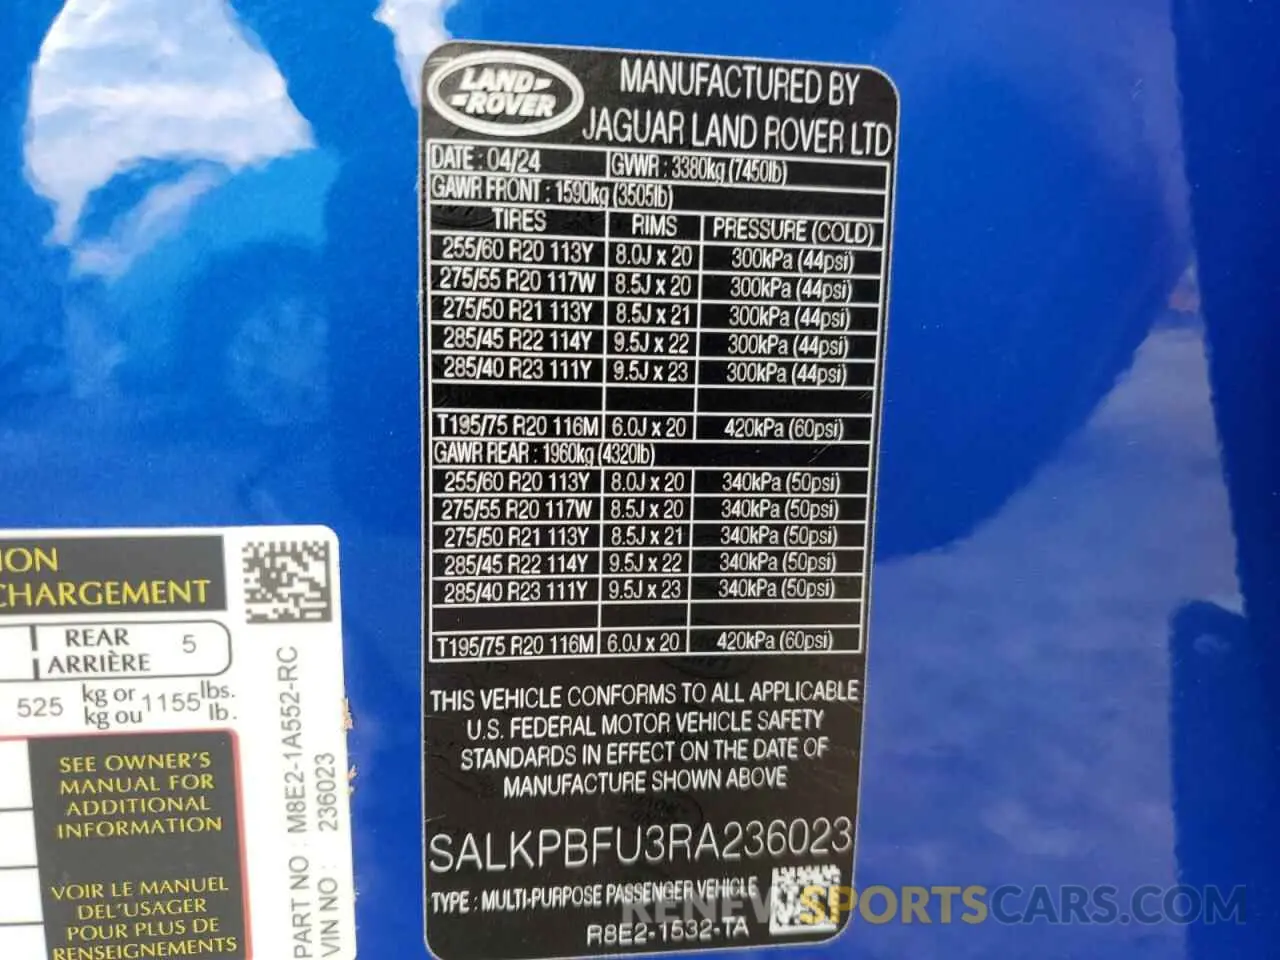 LAND ROVER
MANUFACTURED BY
JAGUAR LAND ROVER LTD
DATE : 04/24 GVWR : 3380kg (7450lb)
GAWR FRONT : 1590kg (3505lb)
TIRES RIMS PRESSURE (COLD)
255/60 R20 113Y 8.0J x 20 300kPa (44psi)
275/55 R20 117W 8.5J x 20 300kPa (44psi)
275/50 R21 113Y 8.5J x 21 300kPa (44psi)
285/45 R22 114Y 9.5J x 22 300kPa (44psi)
285/40 R23 111Y 9.5J x 23 300kPa (44psi)
T195/75 R20 116M 6.0J x 20 420kPa (60psi)
GAWR REAR : 1960kg (4320lb)
255/60 R20 113Y 8.0J x 20 340kPa (50psi)
275/55 R20 117W 8.5J x 20 340kPa (50psi)
275/50 R21 113Y 8.5J x 21 340kPa (50psi)
285/45 R22 114Y 9.5J x 22 340kPa (50psi)
285/40 R23 111Y 9.5J x 23 340kPa (50psi)
T195/75 R20 116M 6.0J x 20 420kPa (60psi)
THIS VEHICLE CONFORMS TO ALL APPLICABLE
U.S. FEDERAL MOTOR VEHICLE SAFETY
STANDARDS IN EFFECT ON THE DATE OF
MANUFACTURE SHOWN ABOVE
SALKPBFU3RA236023
TYPE : MULTI-PURPOSE PASSENGER VEHICLE
R8E2-1532-TA
ION
CHARGEMENT
REAR 5
ARRIÈRE
525 kg or 1155 lbs.
kg ou lb.
SEE OWNER'S
MANUAL FOR
ADDITIONAL
INFORMATION
VOIR LE MANUEL
DEL'USAGER
POUR PLUS DE
RENSEIGNEMENTS
PART NO : M8E2-1A552-RC
VIN NO : 236023
RENEWSPORTSCARS.COM